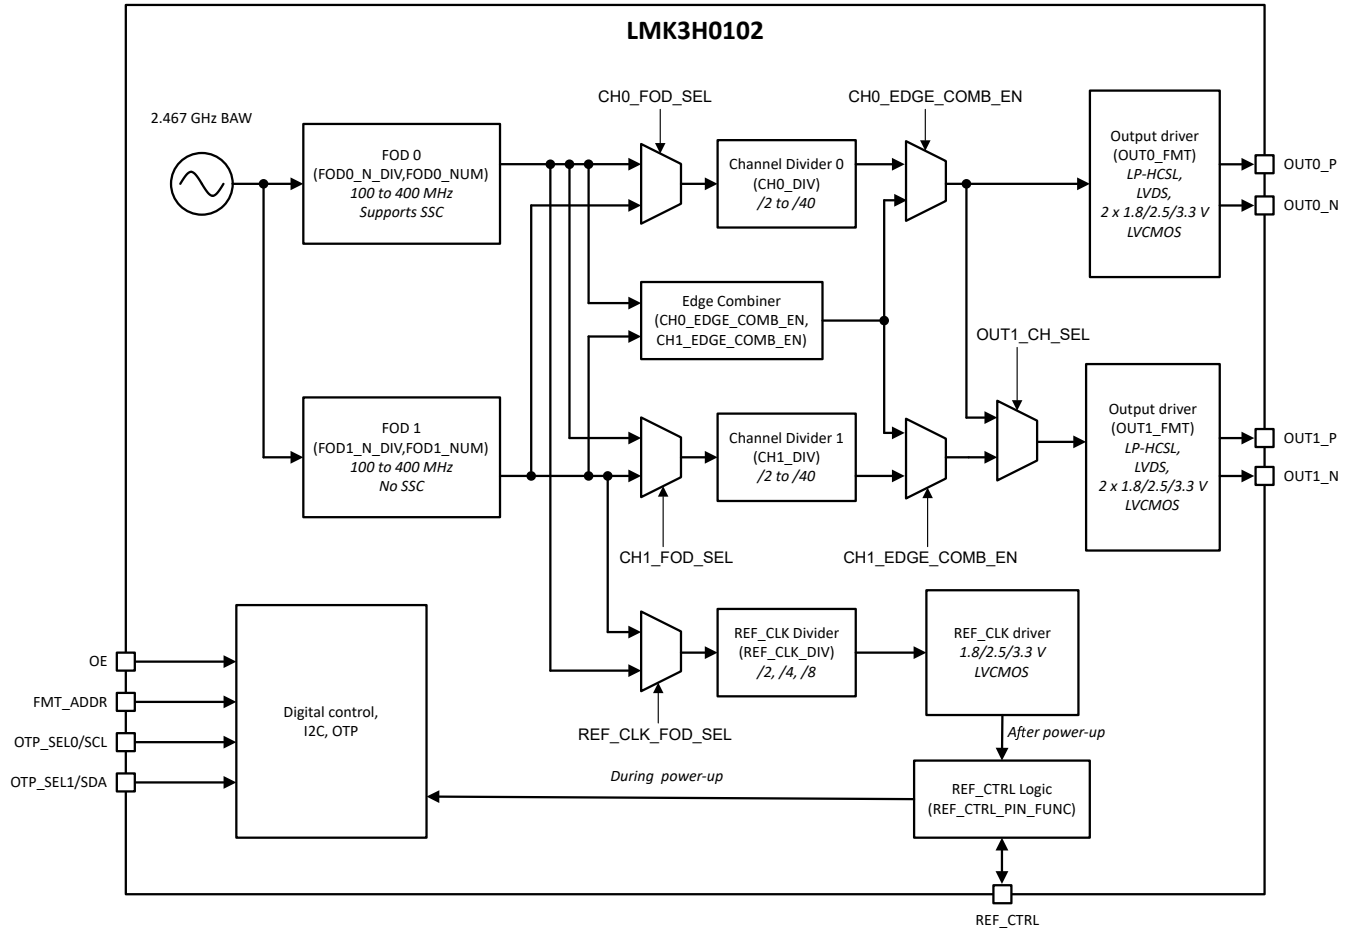 LMK3H0102
CH0_FOD_SEL
CH0_EDGE_COMB_EN
2.467 GHz BAW
FOD 0
(FOD0_N_DIV,FOD0_NUM)
100 to 400 MHz
Supports SSC
Channel Divider 0
(CH0_DIV)
/2 to /40
Output driver
(OUT0_FMT)
LP-HCSL,
LVDS,
2 x 1.8/2.5/3.3 V
LVCMOS
OUT0_P
OUT0_N
Edge Combiner
(CH0_EDGE_COMB_EN,
CH1_EDGE_COMB_EN)
OUT1_CH_SEL
FOD 1
(FOD1_N_DIV,FOD1_NUM)
100 to 400 MHz
No SSC
Channel Divider 1
(CH1_DIV)
/2 to /40
Output driver
(OUT1_FMT)
LP-HCSL,
LVDS,
2 x 1.8/2.5/3.3 V
LVCMOS
OUT1_P
OUT1_N
CH1_FOD_SEL
CH1_EDGE_COMB_EN
REF_CLK Divider
(REF_CLK_DIV)
/2, /4, /8
REF_CLK driver
1.8/2.5/3.3 V
LVCMOS
OE
FMT_ADDR
OTP_SEL0/SCL
OTP_SEL1/SDA
Digital control,
I2C, OTP
REF_CLK_FOD_SEL
After power-up
During power-up
REF_CTRL Logic
(REF_CTRL_PIN_FUNC)
REF_CTRL